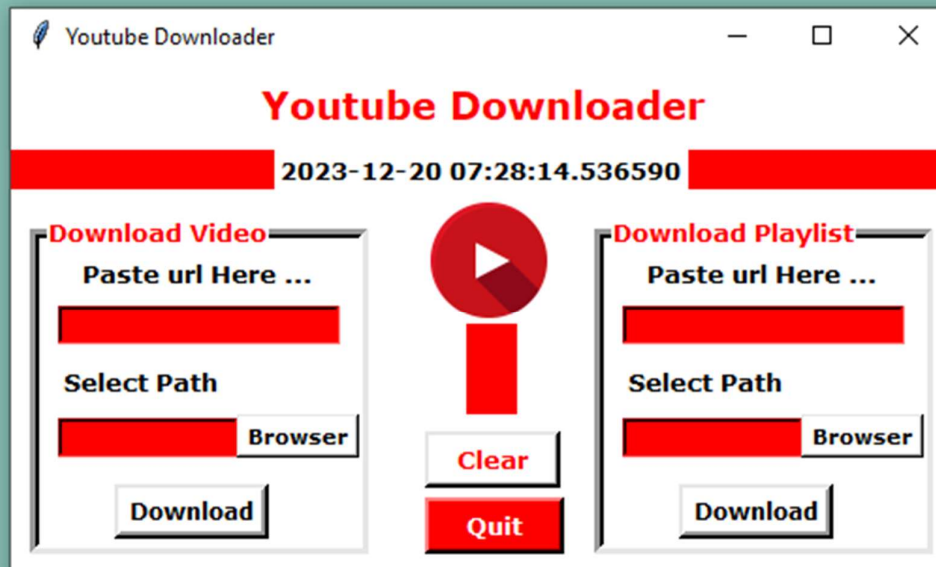 Youtube Downloader
Youtube Downloader
2023-12-20 07:28:14.536590
Download Video
Paste url Here ...
Select Path
Browser
Download
Clear
Quit
Download Playlist
Paste url Here ...
Select Path
Browser
Download